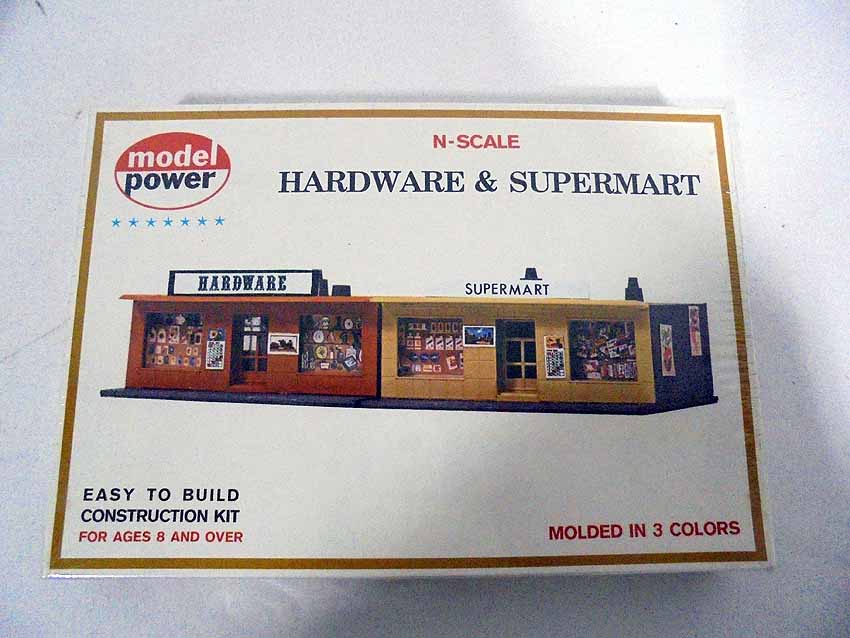 model
power
N-SCALE
HARDWARE & SUPERMART
HARDWARE
SUPERMART
EASY TO BUILD
CONSTRUCTION KIT
FOR AGES 8 AND OVER
MOLDED IN 3 COLORS